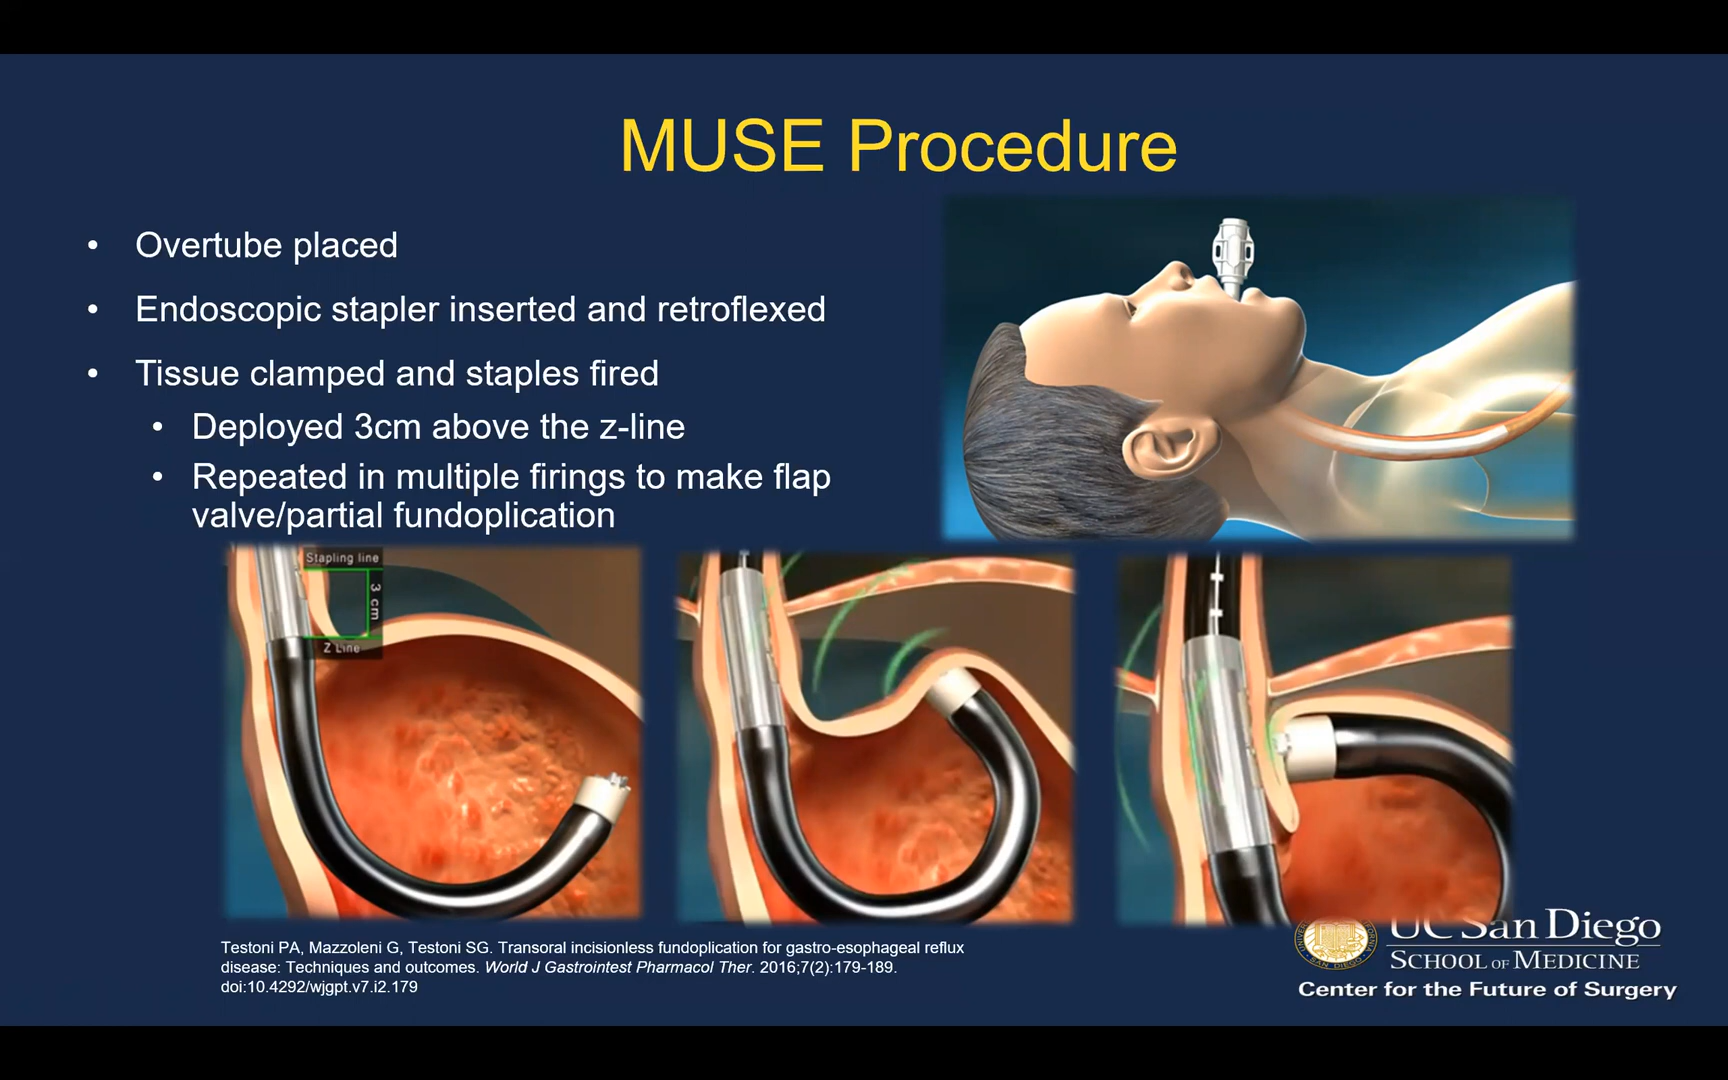 MUSE Procedure
• Overtube placed
• Endoscopic stapler inserted and retroflexed
• Tissue clamped and staples fired
• Deployed 3cm above the z-line
• Repeated in multiple firings to make flap
valve/partial fundoplication
Stapling line
3 cm
Z Line
Testoni PA, Mazzoleni G, Testoni SG. Transoral incisionless fundoplication for gastro-esophageal reflux
disease: Techniques and outcomes. World J Gastrointest Pharmacol Ther. 2016;7(2):179-189.
doi:10.4292/wjgpt.v7.i2.179
UC San Diego
SCHOOL OF MEDICINE
Center for the Future of Surgery